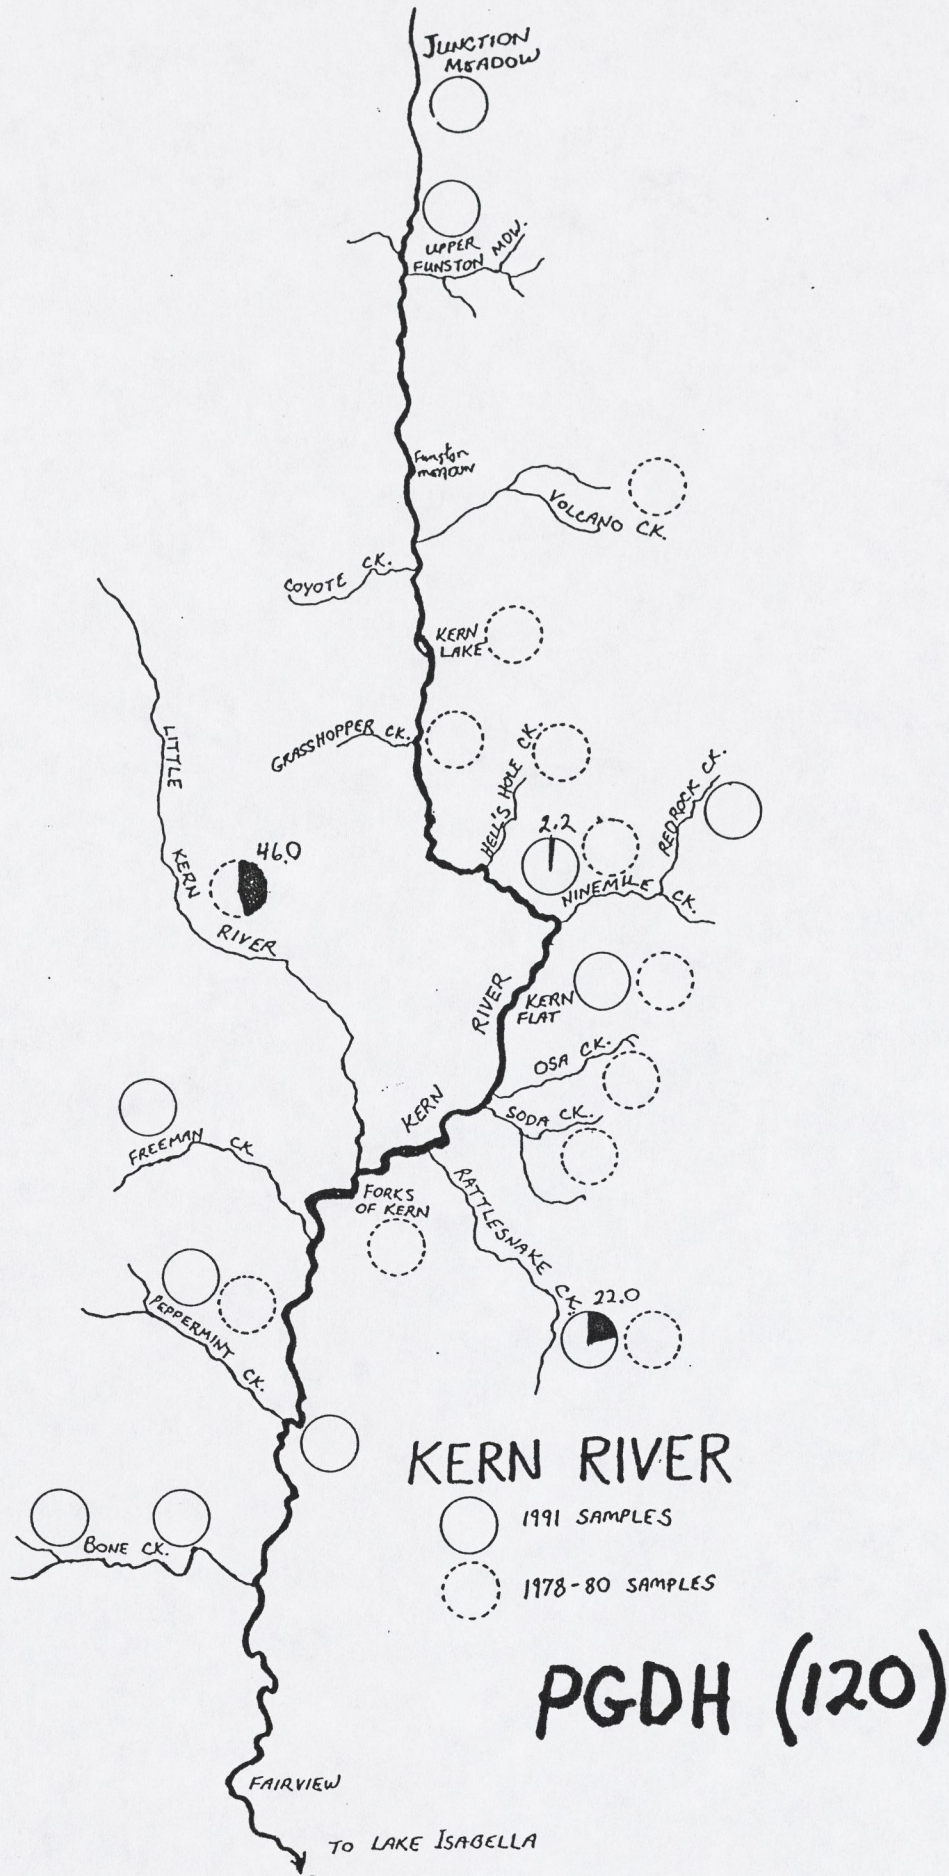 JUNCTION
MEADOW
UPPER
FUNSTON MDW.
Funston
meadow
VOLCANO CK.
COYOTE CK.
KERN
LAKE
GRASSHOPPER CK.
HELL'S HOLE CK.
REDROCK CK.
2.2
NINEMILE CK.
LITTLE
KERN
RIVER
46.0
KERN
FLAT
RIVER
KERN
OSA CK.
SODA CK.
FREEMAN CK
FORKS
OF KERN
RATTLESNAKE CK.
22.0
PEPPERMINT CK.
BONE CK.
KERN RIVER
1991 SAMPLES
1978-80 SAMPLES
PGDH (120)
FAIRVIEW
TO LAKE ISABELLA